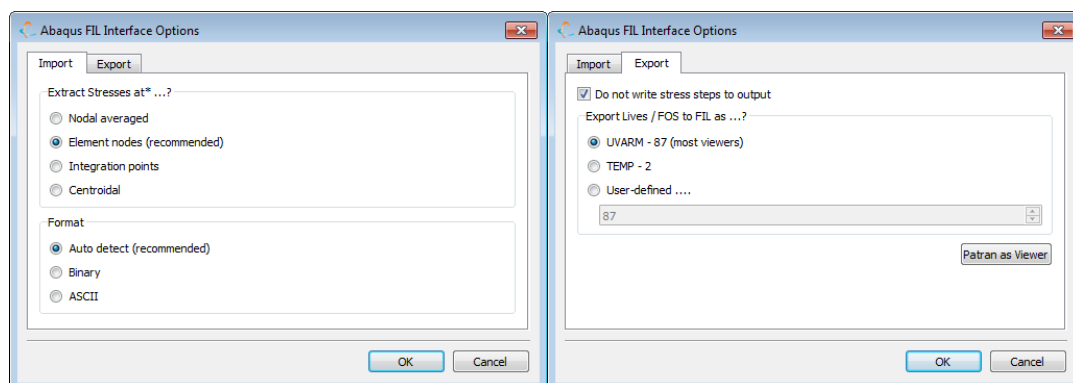 Abaqus FIL Interface Options
Import
Export
Extract Stresses at* ...?
Nodal averaged
Element nodes (recommended)
Integration points
Centroidal
Format
Auto detect (recommended)
Binary
ASCII
OK
Cancel
Abaqus FIL Interface Options
Import
Export
Do not write stress steps to output
Export Lives / FOS to FIL as ...?
UVARM - 87 (most viewers)
TEMP - 2
User-defined ....
87
Patran as Viewer
OK
Cancel